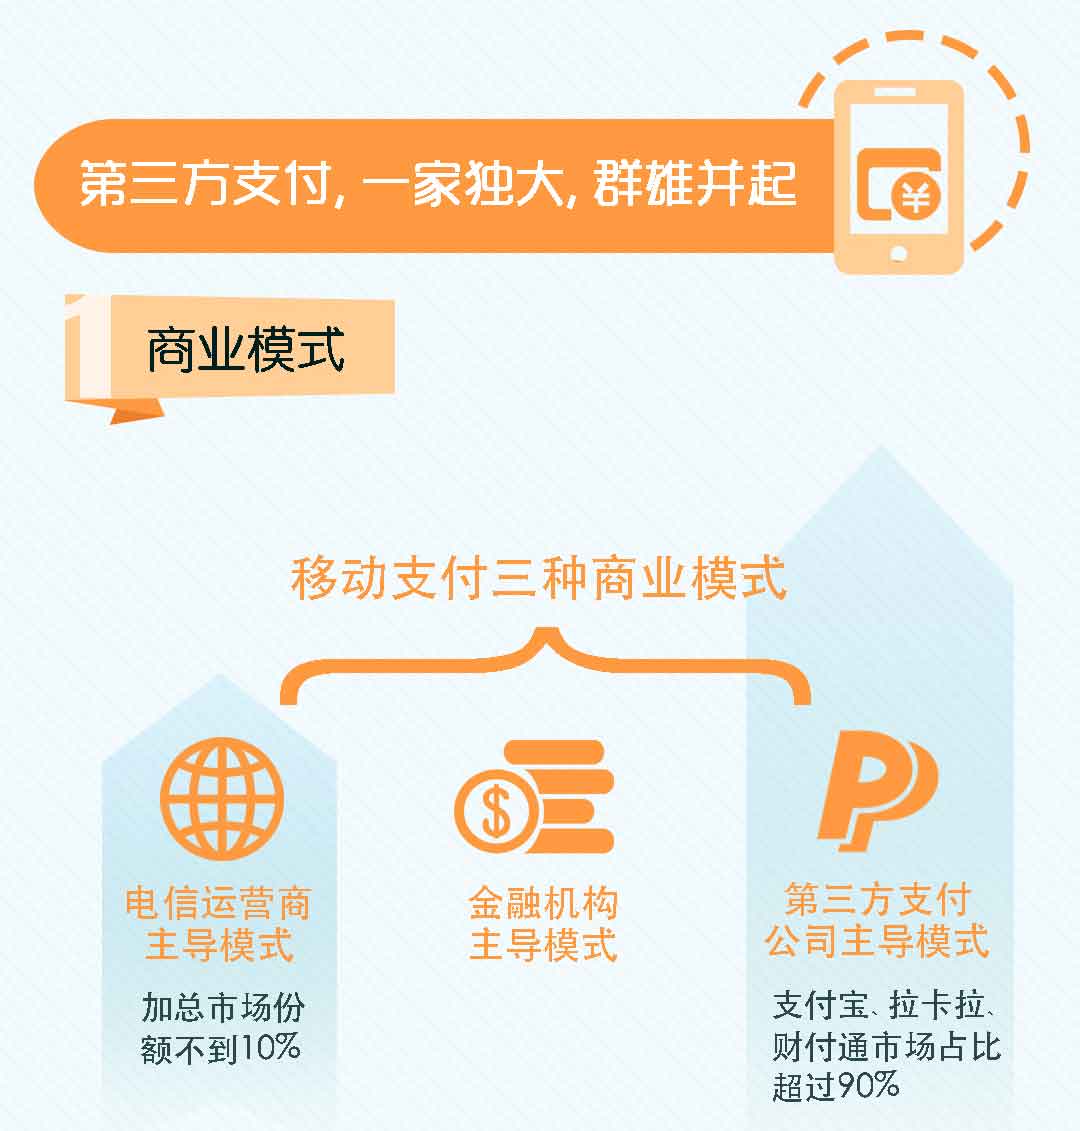 第三方支付, 一家独大, 群雄并起
商业模式
移动支付三种商业模式
电信运营商
主导模式
加总市场份
额不到10%
金融机构
主导模式
第三方支付
公司主导模式
支付宝、拉卡拉、
财付通市场占比
超过90%